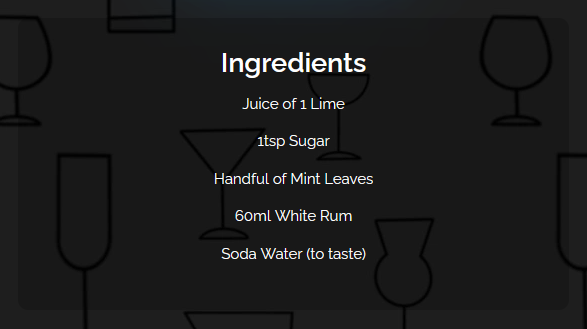 Ingredients
Juice of 1 Lime
1tsp Sugar
Handful of Mint Leaves
60ml White Rum
Soda Water (to taste)